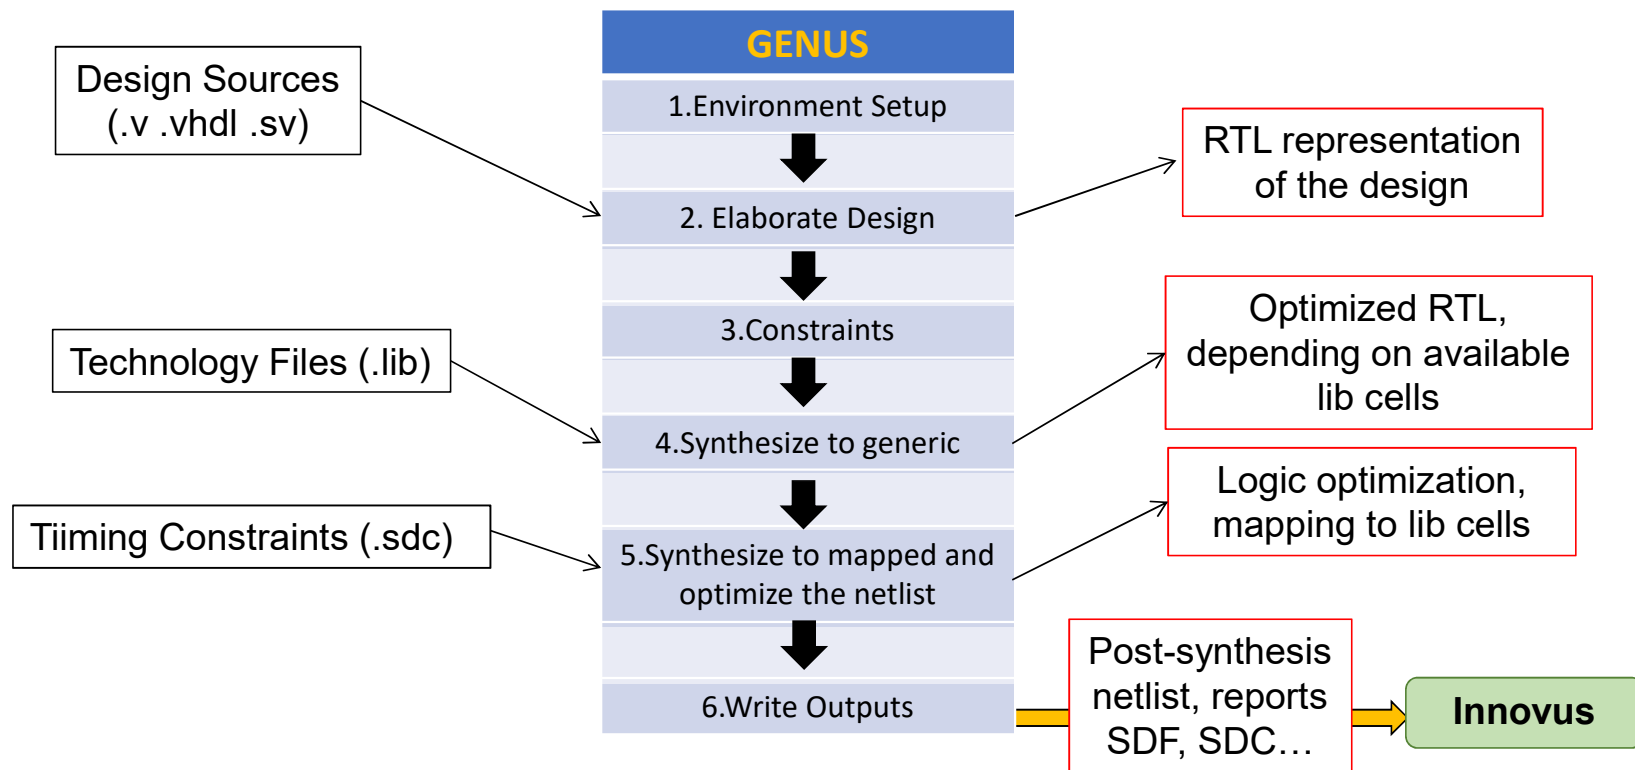 GENUS
Design Sources
(.v .vhdl .sv)
1.Environment Setup
RTL representation
of the design
2. Elaborate Design
3.Constraints
Optimized RTL,
depending on available
lib cells
Technology Files (.lib)
4.Synthesize to generic
Logic optimization,
mapping to lib cells
Tiiming Constraints (.sdc)
5.Synthesize to mapped and
optimize the netlist
6.Write Outputs
Post-synthesis
netlist, reports
SDF, SDC…
Innovus